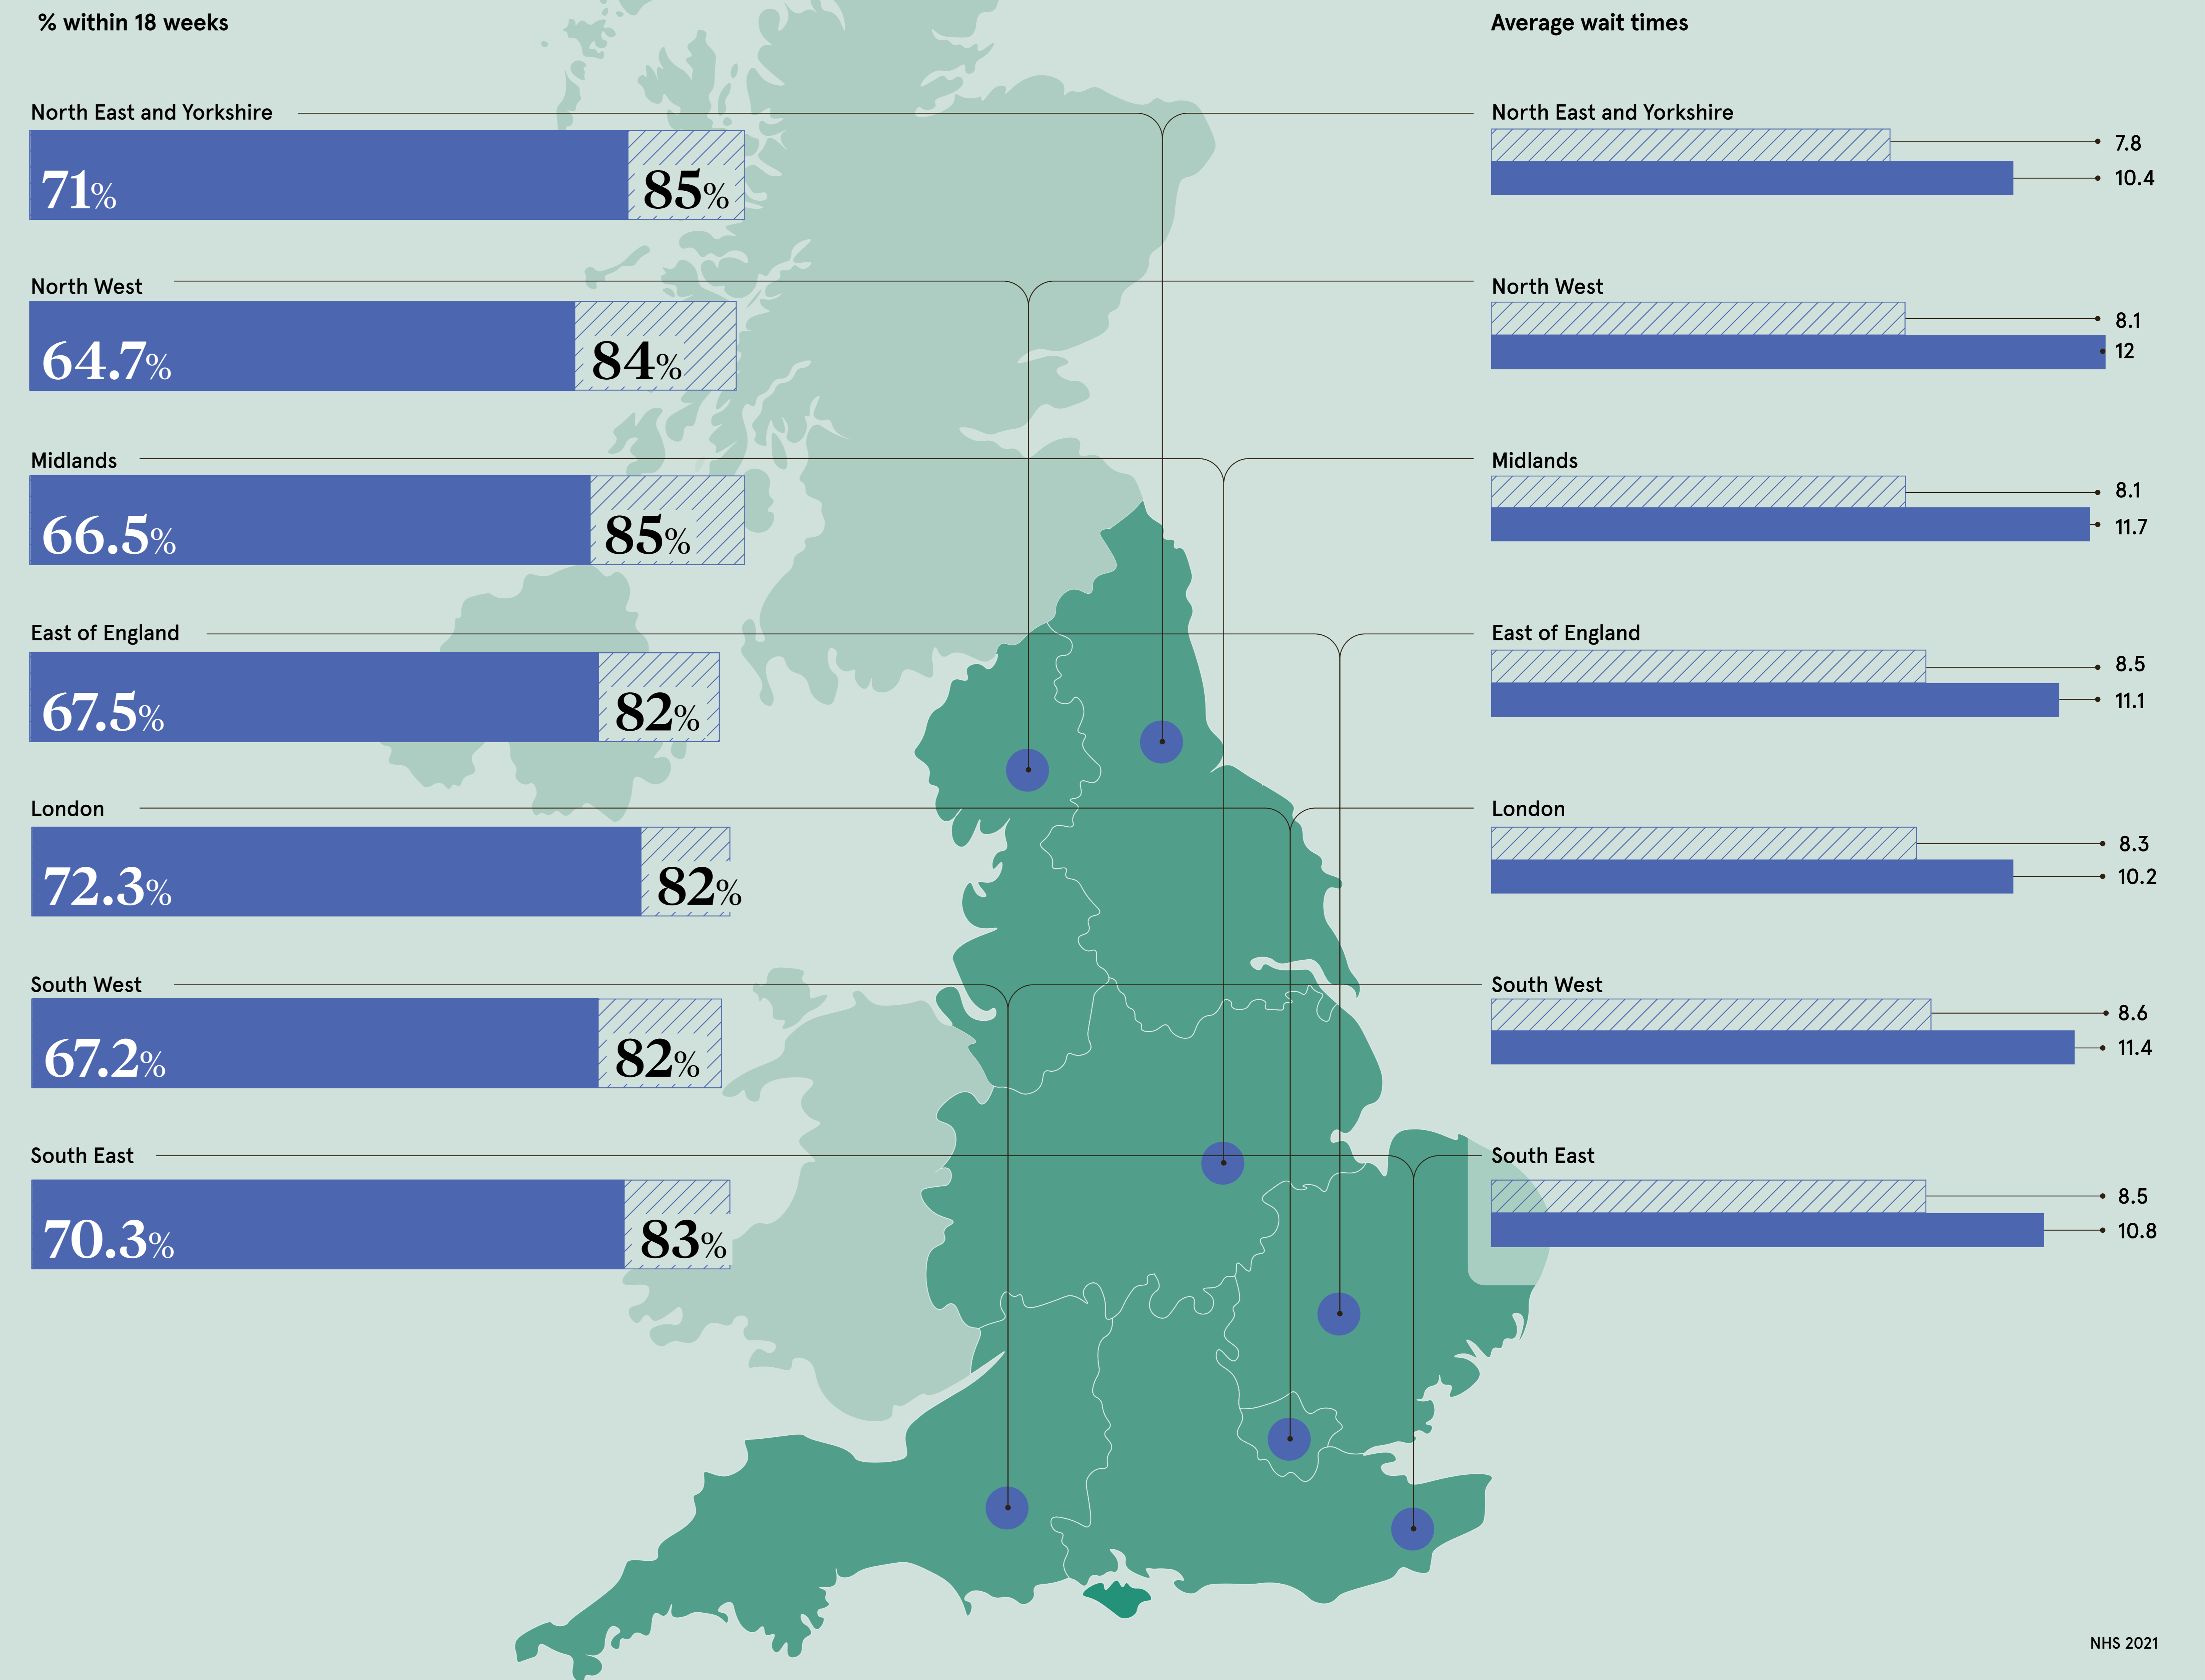 % within 18 weeks
Average wait times
North East and Yorkshire
71%
85%
North East and Yorkshire
7.8
10.4
North West
64.7%
84%
North West
8.1
12
Midlands
66.5%
85%
Midlands
8.1
11.7
East of England
67.5%
82%
East of England
8.5
11.1
London
72.3%
82%
London
8.3
10.2
South West
67.2%
82%
South West
8.6
11.4
South East
70.3%
83%
South East
8.5
10.8
NHS 2021